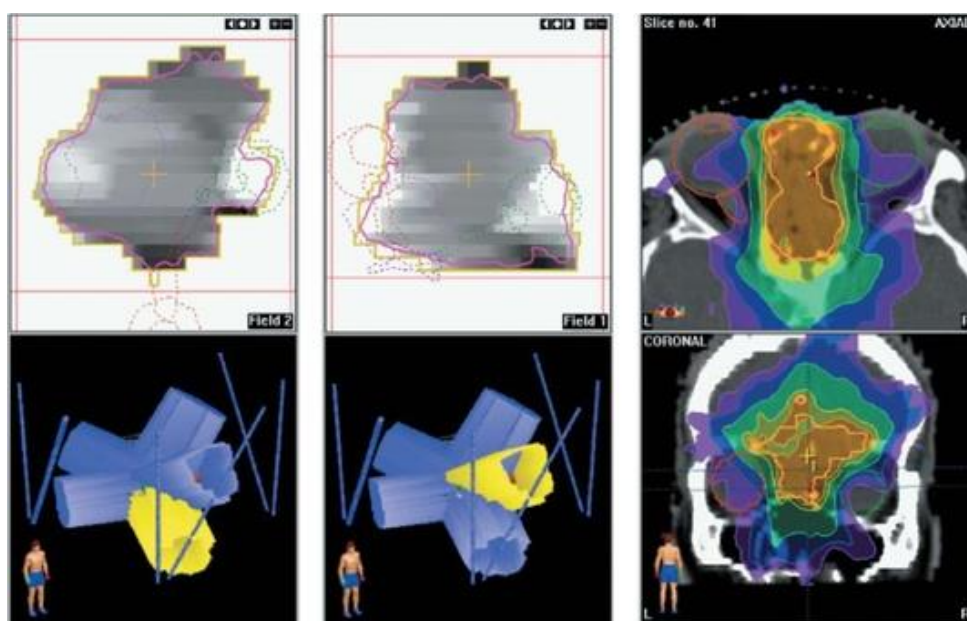 Field 2
Field 1
Slice no. 41
AXIAL
L
R
CORONAL
L
R